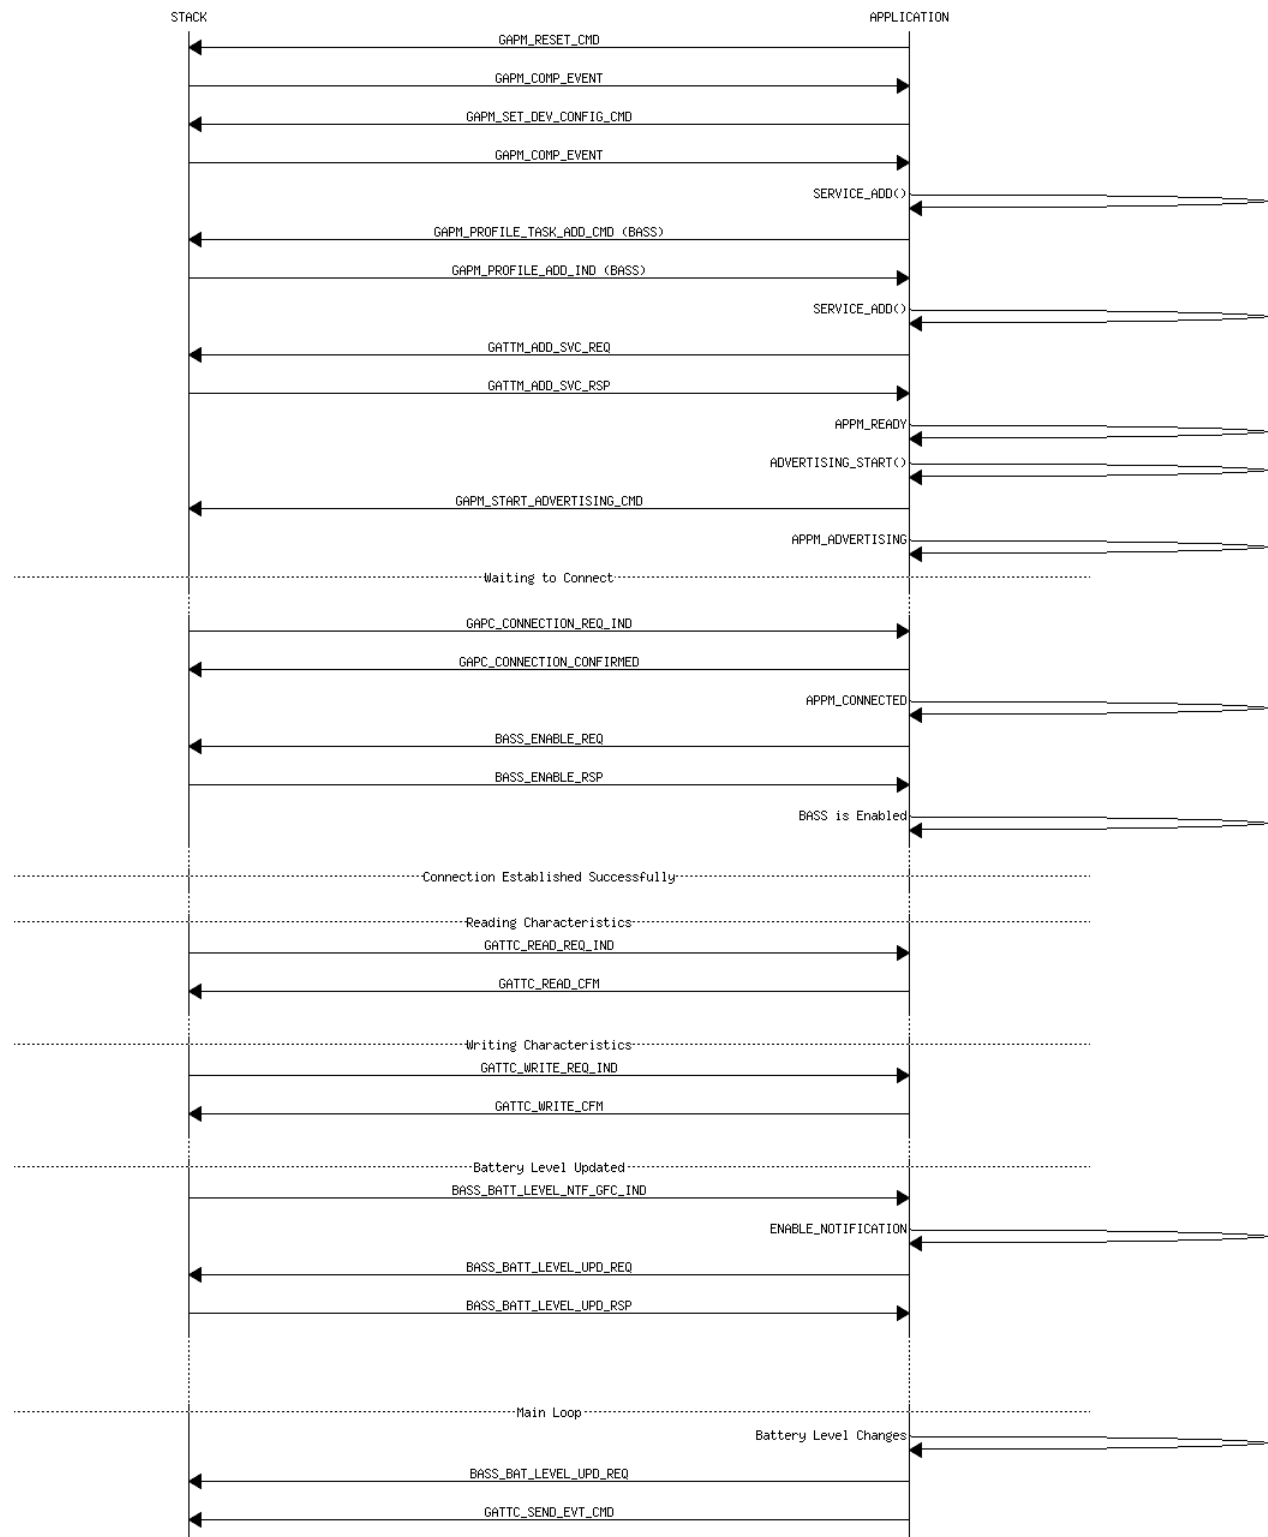 STACK APPLICATION
GAPM_RESET_CMD
GAPM_COMP_EVENT
GAPM_SET_DEV_CONFIG_CMD
GAPM_COMP_EVENT
SERVICE_ADD()
GAPM_PROFILE_TASK_ADD_CMD (BASS)
GAPM_PROFILE_ADD_IND (BASS)
SERVICE_ADD()
GATTM_ADD_SVC_REQ
GATTM_ADD_SVC_RSP
APPM_READY
ADVERTISING_START()
GAPM_START_ADVERTISING_CMD
APPM_ADVERTISING
Waiting to Connect
GAPC_CONNECTION_REQ_IND
GAPC_CONNECTION_CONFIRMED
APPM_CONNECTED
BASS_ENABLE_REQ
BASS_ENABLE_RSP
BASS is Enabled
Connection Established Successfully
Reading Characteristics
GATTC_READ_REQ_IND
GATTC_READ_CFM
Writing Characteristics
GATTC_WRITE_REQ_IND
GATTC_WRITE_CFM
Battery Level Updated
BASS_BATT_LEVEL_NTF_GFC_IND
ENABLE_NOTIFICATION
BASS_BATT_LEVEL_UPD_REQ
BASS_BATT_LEVEL_UPD_RSP
Main Loop
Battery Level Changes
BASS_BAT_LEVEL_UPD_REQ
GATTC_SEND_EVT_CMD